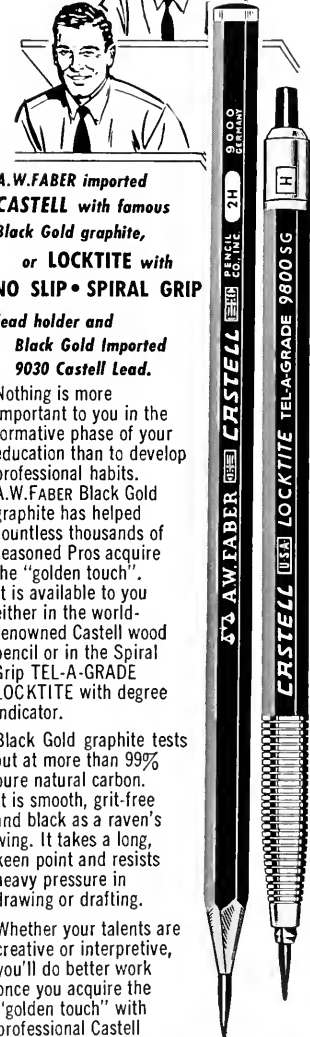 A.W.FABER imported
CASTELL with famous
Black Gold graphite,
or LOCKTITE with
NO SLIP • SPIRAL GRIP
lead holder and
Black Gold Imported
9030 Castell Lead.
Nothing is more
important to you in the
formative phase of your
education than to develop
professional habits.
A.W.FABER Black Gold
graphite has helped
countless thousands of
seasoned Pros acquire
the "golden touch".
It is available to you
either in the world-
renowned Castell wood
pencil or in the Spiral
Grip TEL-A-GRADE
LOCKTITE with degree
indicator.
Black Gold graphite tests
out at more than 99%
pure natural carbon.
It is smooth, grit-free
and black as a raven's
wing. It takes a long,
keen point and resists
heavy pressure in
drawing or drafting.
Whether your talents are
creative or interpretive,
you'll do better work
once you acquire the
"golden touch" with
professional Castell
A.W.FABER CASTELL PENCIL CO., INC. 2H 9000 GERMANY
CASTELL USA LOCKTITE TEL-A-GRADE 9800 SG
H